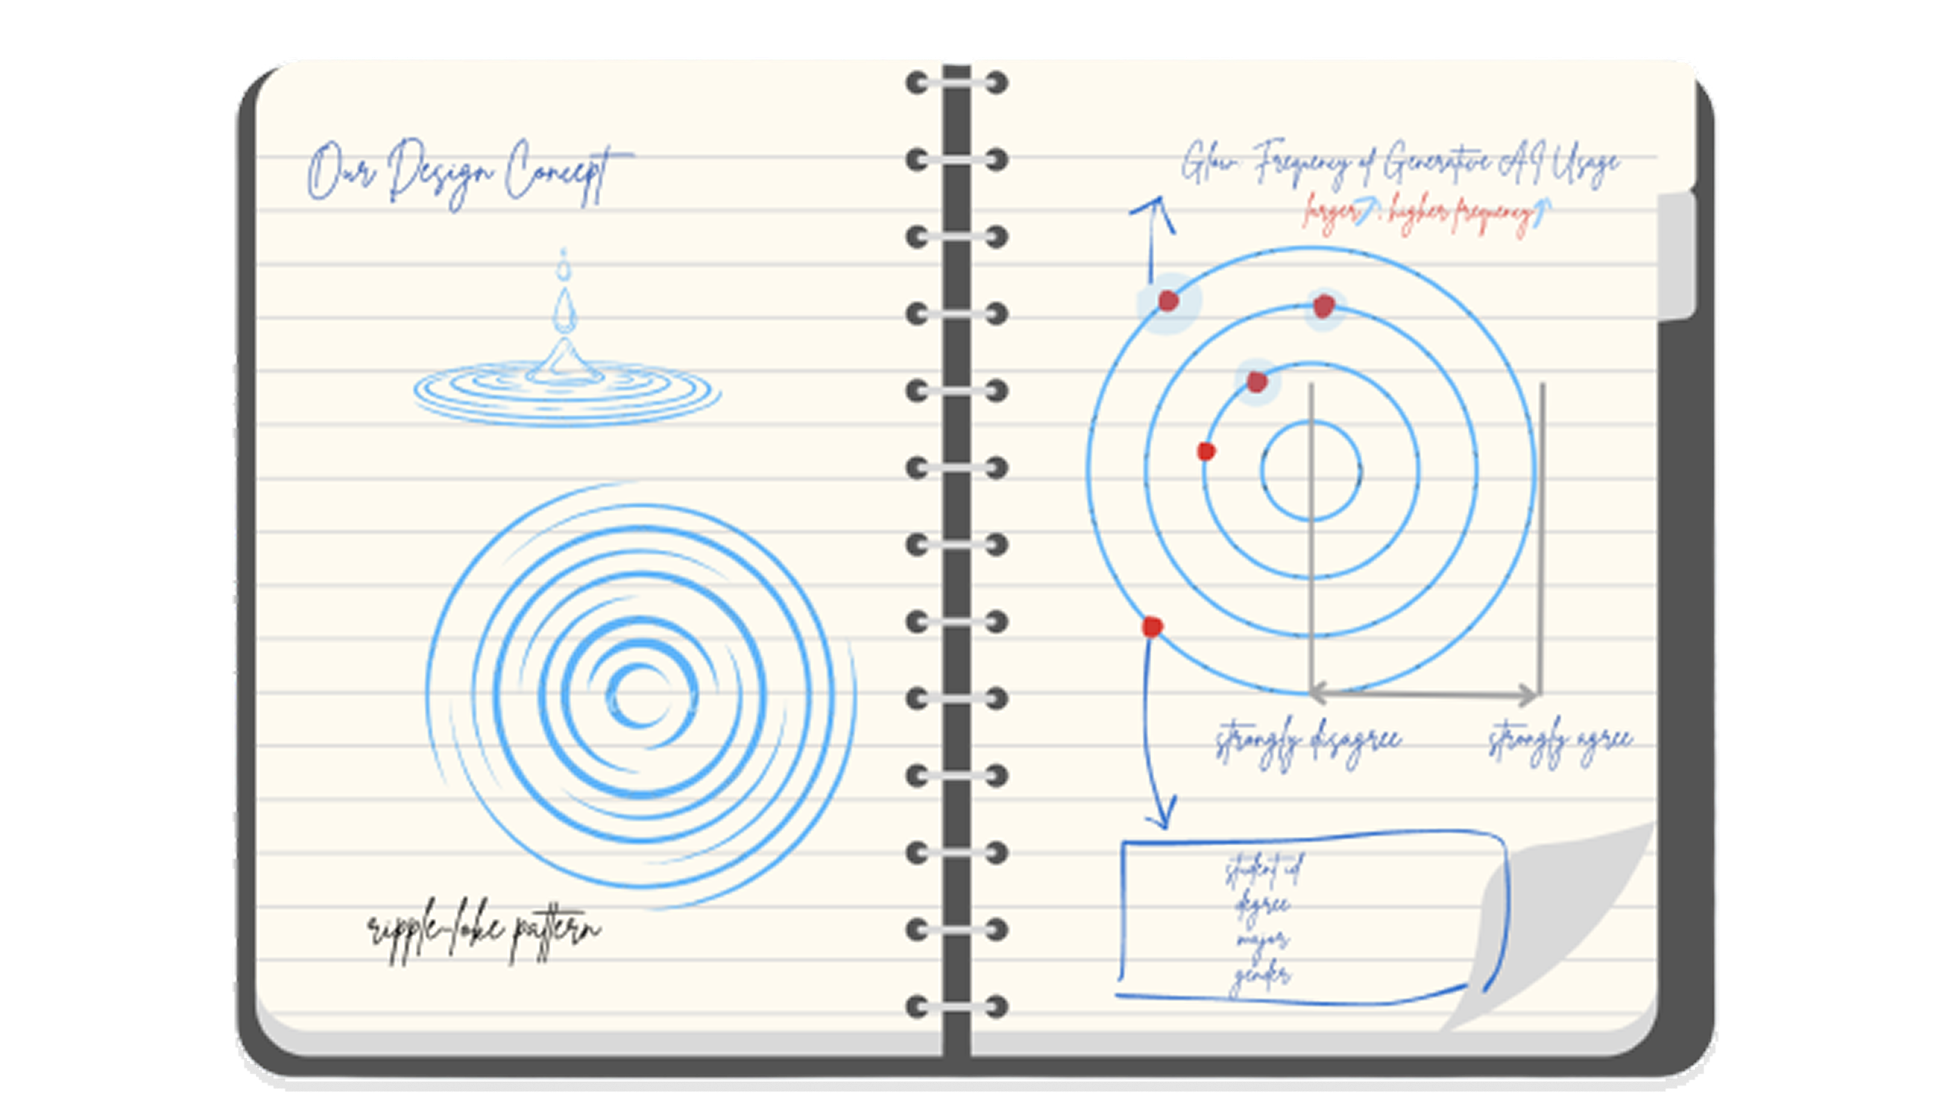 Our Design Concept
ripple-like pattern
Glow: Frequency of Generative AI Usage
larger↗: higher frequency↑
strongly disagree
strongly agree
student id
degree
major
gender